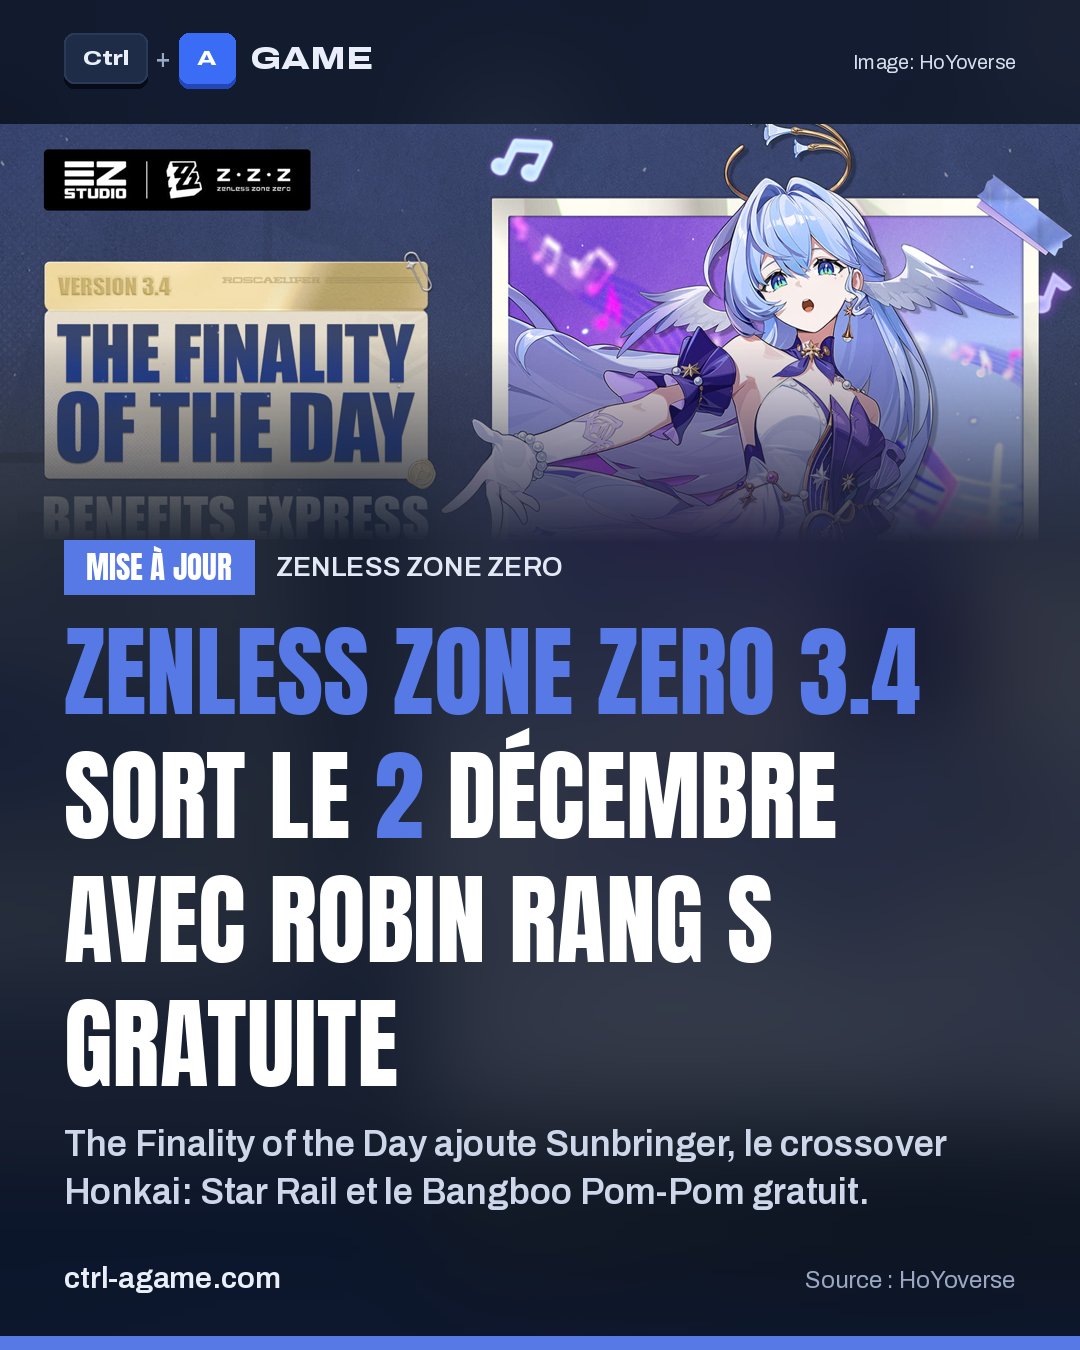 Ctrl + A GAME
Image: HoYoverse
EZ STUDIO Z·Z·Z
zenless zone zero
VERSION 3.4
THE FINALITY
OF THE DAY
BENEFITS EXPRESS
MISE À JOUR ZENLESS ZONE ZERO
ZENLESS ZONE ZERO 3.4
SORT LE 2 DÉCEMBRE
AVEC ROBIN RANG S
GRATUITE
The Finality of the Day ajoute Sunbringer, le crossover
Honkai: Star Rail et le Bangboo Pom-Pom gratuit.
ctrl-agame.com
Source : HoYoverse